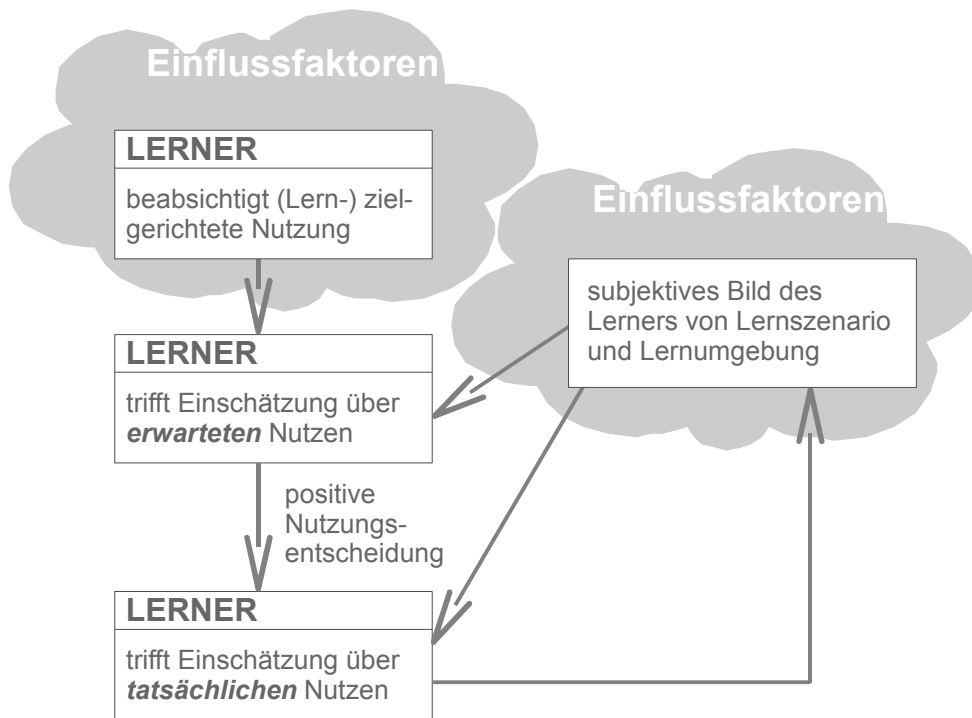 Einflussfaktoren
LERNER
beabsichtigt (Lern-) ziel-
gerichtete Nutzung
Einflussfaktoren
subjektives Bild des
Lerners von Lernszenario
und Lernumgebung
LERNER
trifft Einschätzung über
erwarteten Nutzen
positive
Nutzungs-
entscheidung
LERNER
trifft Einschätzung über
tatsächlichen Nutzen